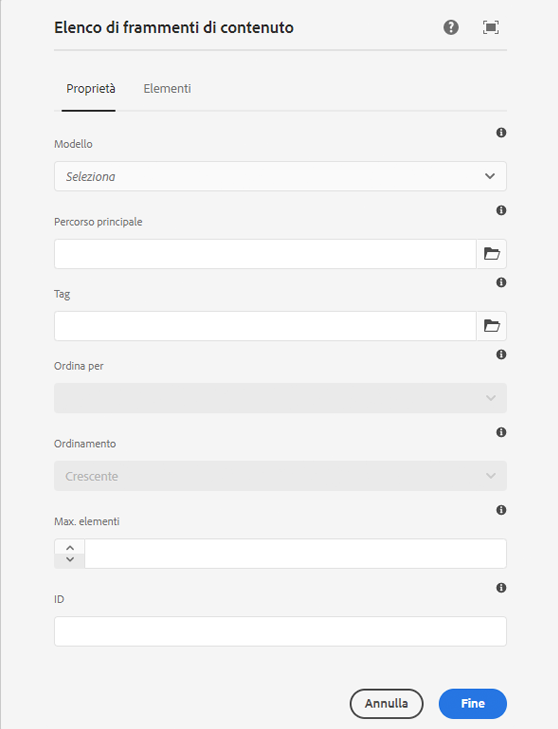 Elenco di frammenti di contenuto
Proprietà Elementi
Modello
Seleziona
Percorso principale
Tag
Ordina per
Ordinamento
Crescente
Max. elementi
ID
Annulla Fine